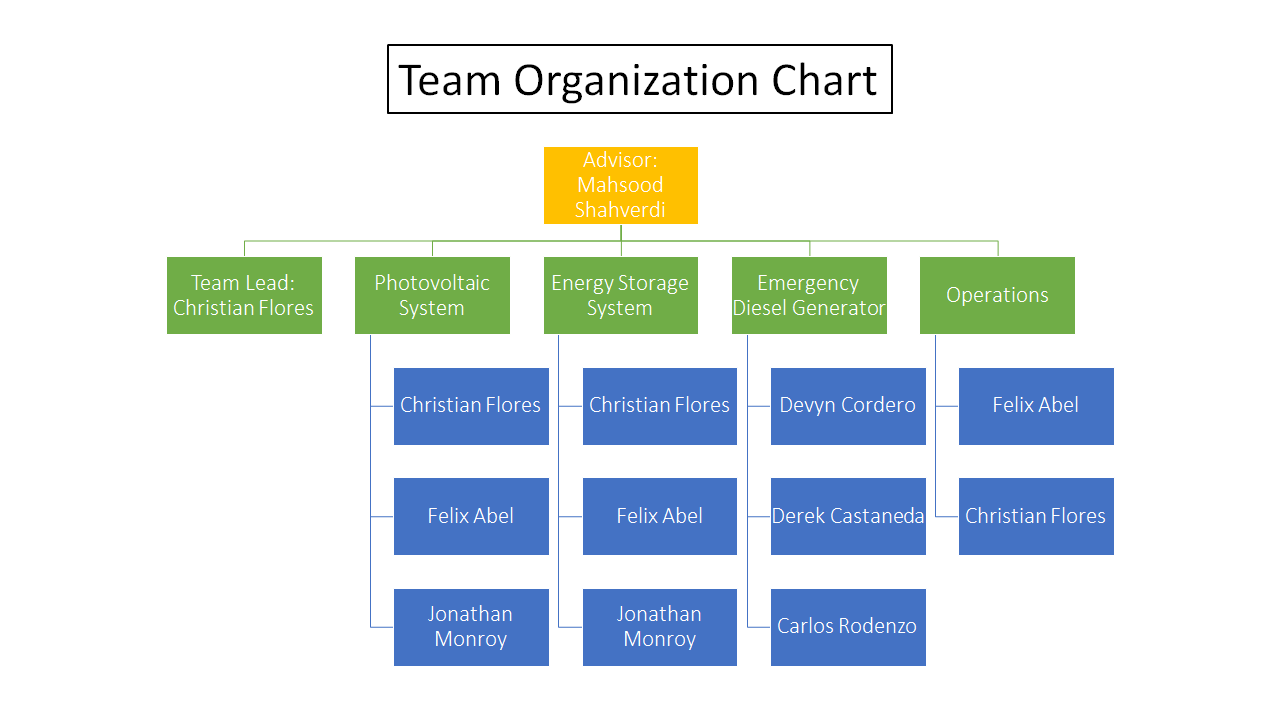 Team Organization Chart
Advisor:
Mahsood
Shahverdi
Team Lead:
Christian Flores
Photovoltaic
System
Energy Storage
System
Emergency
Diesel Generator
Operations
Christian Flores
Felix Abel
Jonathan
Monroy
Christian Flores
Felix Abel
Jonathan
Monroy
Devyn Cordero
Derek Castaneda
Carlos Rodenzo
Felix Abel
Christian Flores